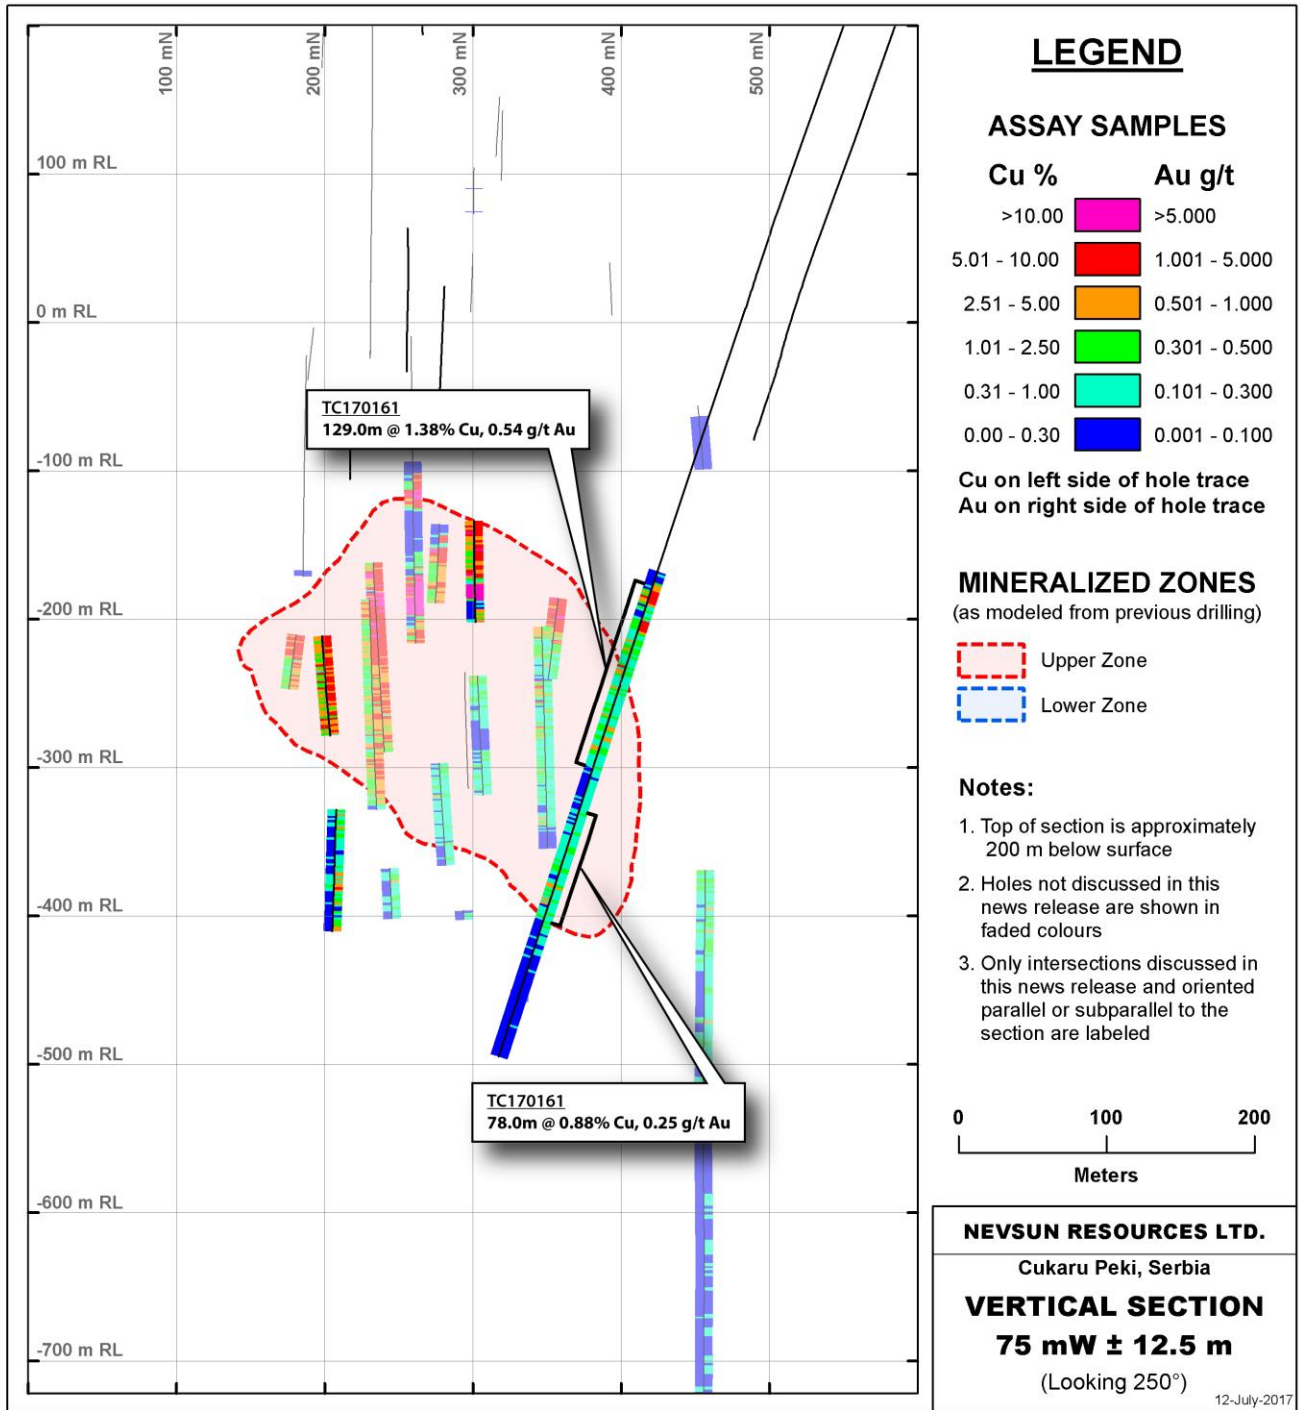 100 mN
200 mN
300 mN
400 mN
500 mN
100 m RL
0 m RL
-100 m RL
-200 m RL
-300 m RL
-400 m RL
-500 m RL
-600 m RL
-700 m RL
TC170161
129.0m @ 1.38% Cu, 0.54 g/t Au
TC170161
78.0m @ 0.88% Cu, 0.25 g/t Au
LEGEND
ASSAY SAMPLES
Cu % Au g/t
>10.00 >5.000
5.01 - 10.00 1.001 - 5.000
2.51 - 5.00 0.501 - 1.000
1.01 - 2.50 0.301 - 0.500
0.31 - 1.00 0.101 - 0.300
0.00 - 0.30 0.001 - 0.100
Cu on left side of hole trace
Au on right side of hole trace
MINERALIZED ZONES
(as modeled from previous drilling)
Upper Zone
Lower Zone
Notes:
1. Top of section is approximately
200 m below surface
2. Holes not discussed in this
news release are shown in
faded colours
3. Only intersections discussed in
this news release and oriented
parallel or subparallel to the
section are labeled
0 100 200
Meters
NEVSUN RESOURCES LTD.
Cukaru Peki, Serbia
VERTICAL SECTION
75 mW ± 12.5 m
(Looking 250°)
12-July-2017